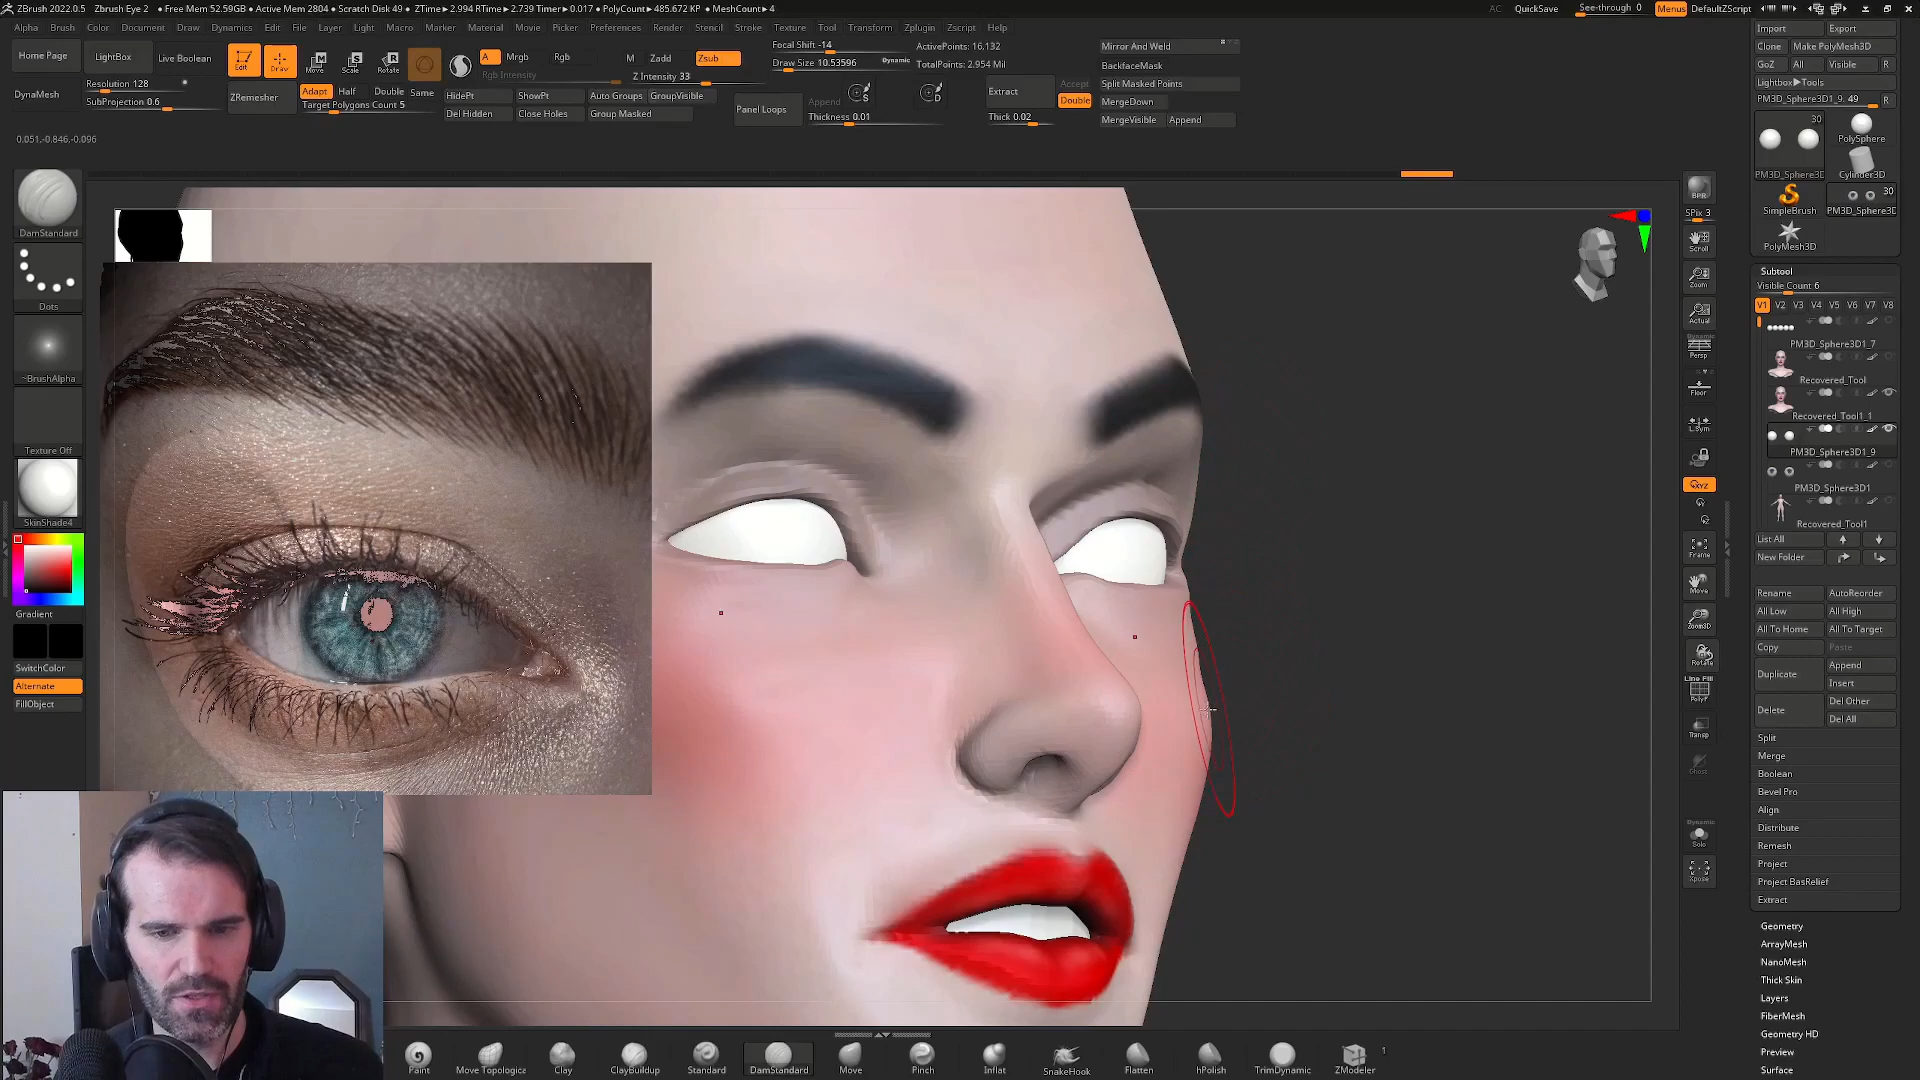 ZBrush 2022.0.5 Zbrush Eye 2 • Free Mem 52.59GB • Active Mem 2804 • Scratch Disk 49 • ZTime▸2.994 RTime▸2.739 Timer▸0.017 • PolyCount▸485.672 KP • MeshCount▸4
AC QuickSave See-through 0 Menus DefaultZScript
Alpha Brush Color Document Draw Dynamics Edit File Layer Light Macro Marker Material Movie Picker Preferences Render Stencil Stroke Texture Tool Transform Zplugin Zscript Help
Home Page LightBox Live Boolean Edit Draw Move Scale Rotate
A Mrgb Rgb M Zadd Zsub
Rgb Intensity Z Intensity 33
Focal Shift -14
Draw Size 10.53596 Dynamic
ActivePoints: 16,132
TotalPoints: 2.954 Mil
Mirror And Weld
BackfaceMask
Split Masked Points
MergeDown
MergeVisible Append
DynaMesh Resolution 128
SubProjection 0.6
ZRemesher Adapt Half Double Same
Target Polygons Count 5
HidePt ShowPt Auto Groups GroupVisible
Del Hidden Close Holes Group Masked
Panel Loops Append
Thickness 0.01
S D
Extract Accept
Double
Thick 0.02
0.051,-0.846,-0.096
DamStandard
Dots
~BrushAlpha
Texture Off
SkinShade4
Gradient
SwitchColor
Alternate
FillObject
BPR
SPix 3
Scroll
Zoom
Actual
Dynamic
Persp
Floor
L.Sym
XYZ
Frame
Move
Zoom3D
Rotate
Line Fill
PolyF
Transp
Ghost
Dynamic
Solo
Xpose
Import Export
Clone Make PolyMesh3D
GoZ All Visible R
Lightbox▶Tools
PM3D_Sphere3D1_9. 49 R
30
PolySphere
PM3D_Sphere3D1 Cylinder3D
30
SimpleBrush PM3D_Sphere3D
PolyMesh3D
Subtool
Visible Count 6
V1 V2 V3 V4 V5 V6 V7 V8
PM3D_Sphere3D1_7
Recovered_Tool
Recovered_Tool1_1
PM3D_Sphere3D1_9
PM3D_Sphere3D1
Recovered_Tool1
List All
New Folder
Rename AutoReorder
All Low All High
All To Home All To Target
Copy Paste
Duplicate Append
Insert
Delete Del Other
Del All
Split
Merge
Boolean
Bevel Pro
Align
Distribute
Remesh
Project
Project BasRelief
Extract
Geometry
ArrayMesh
NanoMesh
Thick Skin
Layers
FiberMesh
Geometry HD
Preview
Surface
Paint Move Topologica Clay ClayBuildup Standard DamStandard Move Pinch Inflat SnakeHook Flatten hPolish TrimDynamic ZModeler 1